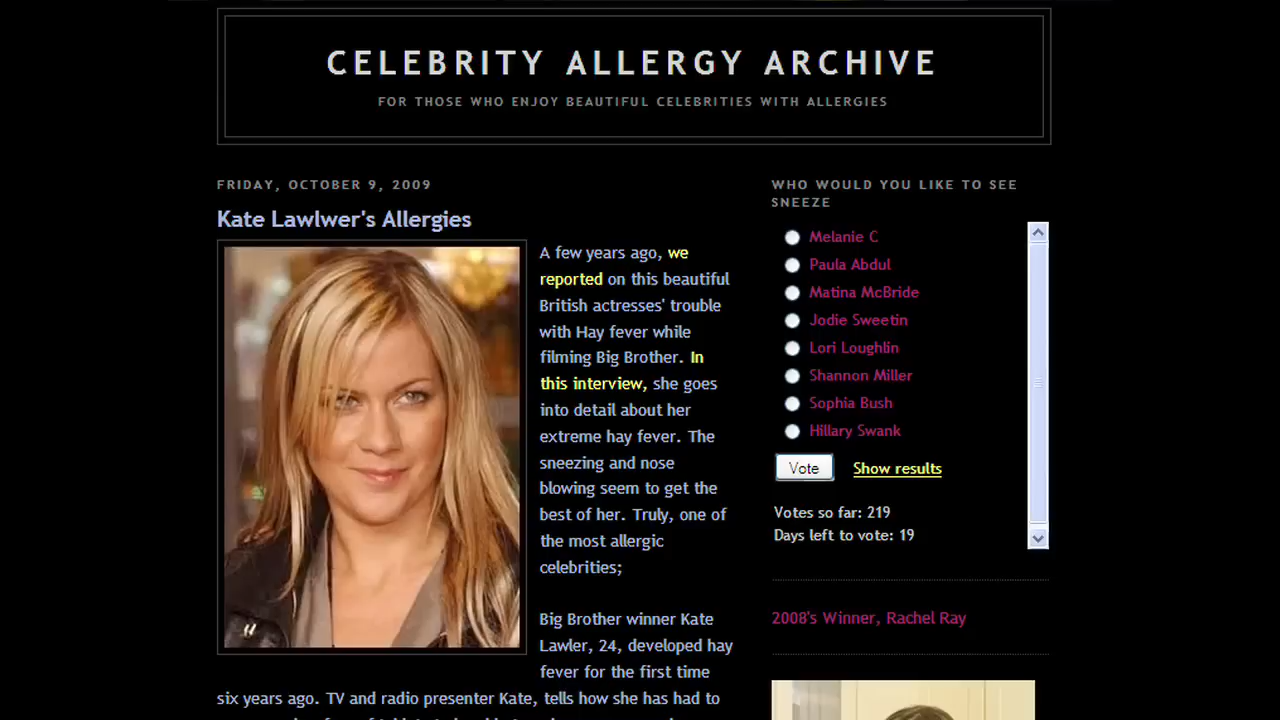 CELEBRITY ALLERGY ARCHIVE
FOR THOSE WHO ENJOY BEAUTIFUL CELEBRITIES WITH ALLERGIES
FRIDAY, OCTOBER 9, 2009
Kate Lawlwer's Allergies
A few years ago, we
reported on this beautiful
British actresses' trouble
with Hay fever while
filming Big Brother. In
this interview, she goes
into detail about her
extreme hay fever. The
sneezing and nose
blowing seem to get the
best of her. Truly, one of
the most allergic
celebrities;
Big Brother winner Kate
Lawler, 24, developed hay
fever for the first time
six years ago. TV and radio presenter Kate, tells how she has had to
WHO WOULD YOU LIKE TO SEE
SNEEZE
Melanie C
Paula Abdul
Matina McBride
Jodie Sweetin
Lori Loughlin
Shannon Miller
Sophia Bush
Hillary Swank
Vote Show results
Votes so far: 219
Days left to vote: 19
2008's Winner, Rachel Ray